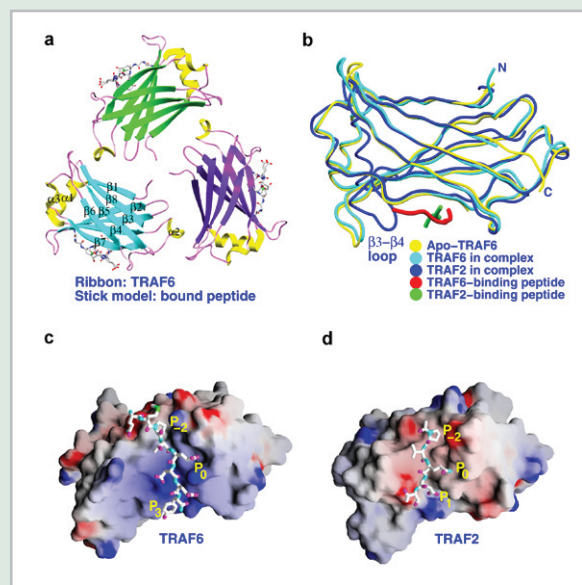 a
β1
β8
α3 α1
β2
β6 β5
β3
β4
β7
α2
Ribbon: TRAF6
Stick model: bound peptide
b
N
C
β3−β4
loop
Apo−TRAF6
TRAF6 in complex
TRAF2 in complex
TRAF6−binding peptide
TRAF2−binding peptide
c
P−2
P0
P3
TRAF6
d
P−2
P0
P1
TRAF2